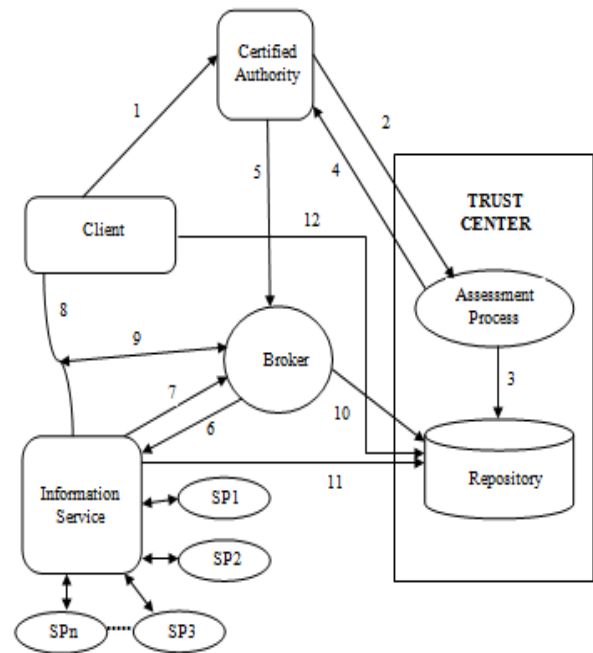 Certified
Authority
1
2
5
4
TRUST
CENTER
Client
12
Assessment
Process
8
9
Broker
3
7
6
10
Information
Service
11
Repository
SP1
SP2
SPn
SP3